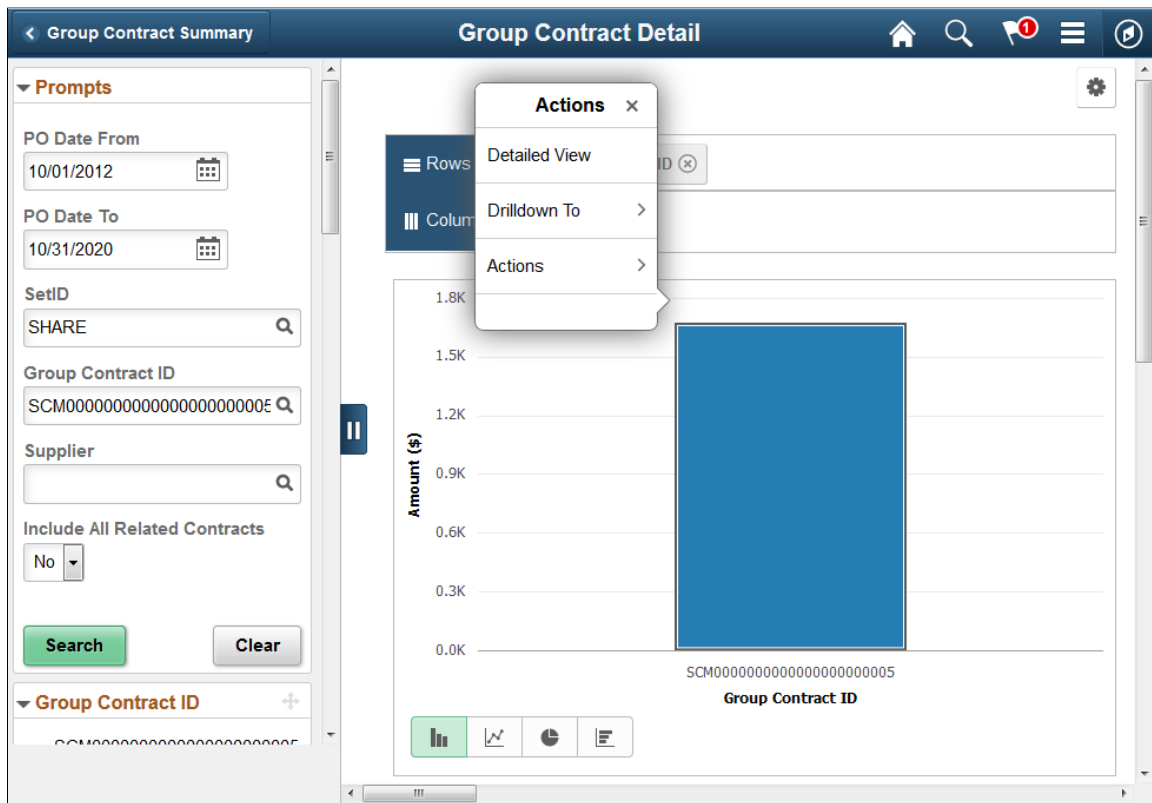 Group Contract Summary
Group Contract Detail
1
Prompts
PO Date From
10/01/2012
PO Date To
10/31/2020
SetID
SHARE
Group Contract ID
Supplier
Include All Related Contracts
No
Search
Clear
Group Contract ID
Actions
Detailed View
Drilldown To
Actions
Rows
ID
Colum
1.8K
1.5K
1.2K
0.9K
0.6K
0.3K
0.0K
Amount ($)
SCM0000000000000000000005
Group Contract ID